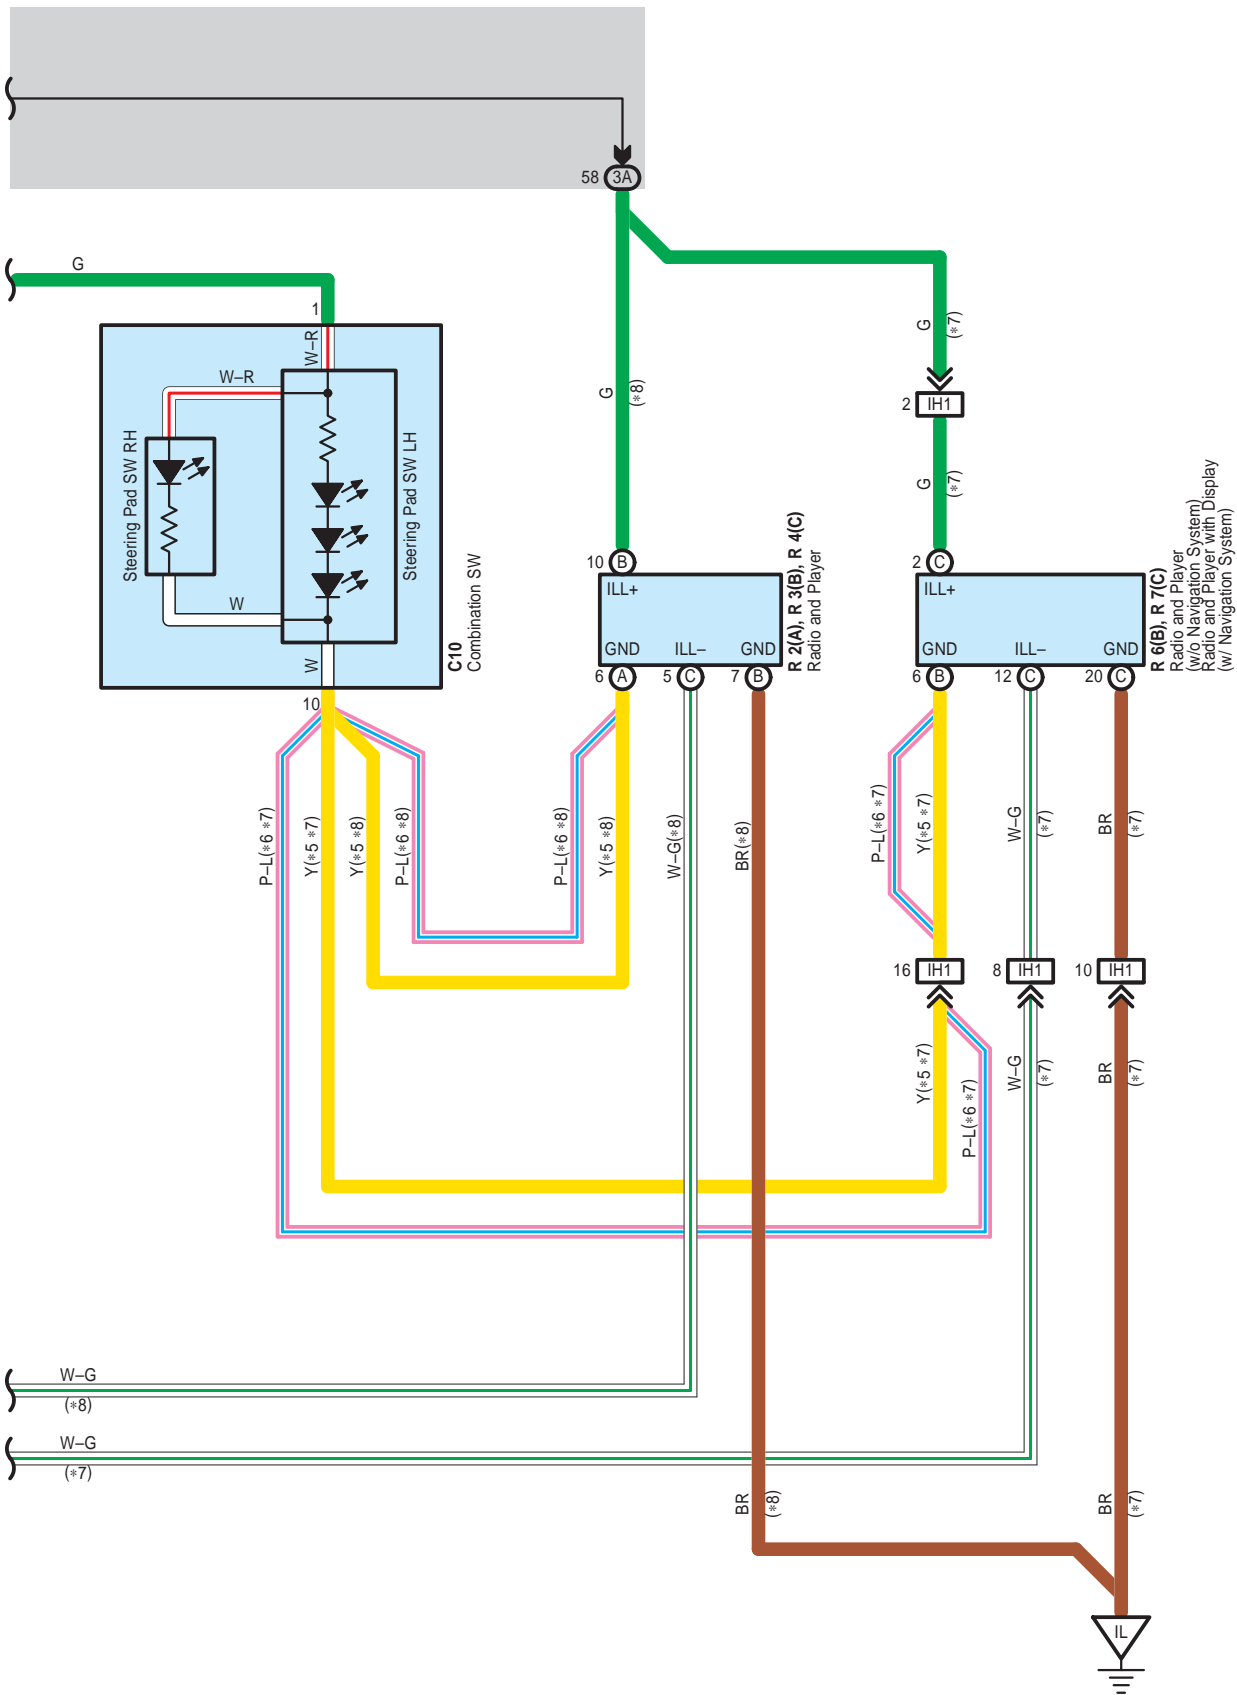 58 3A
G
1
W–R
W–R
Steering Pad SW RH
Steering Pad SW LH
W
W
C10
Combination SW
10
G
(*8)
G
(*7)
2 IH1
G
(*7)
10 B
ILL+
GND ILL– GND
6 A
5 C
7 B
R 2(A), R 3(B), R 4(C)
Radio and Player
2 C
ILL+
GND ILL– GND
6 B
12 C
20 C
R 6(B), R 7(C)
Radio and Player
(w/o Navigation System)
Radio and Player with Display
(w/ Navigation System)
P–L(*6 *7)
Y(*5 *7)
Y(*5 *8)
P–L(*6 *8)
P–L(*6 *8)
Y(*5 *8)
W–G(*8)
BR(*8)
P–L(*6 *7)
Y(*5 *7)
W–G
(*7)
BR
(*7)
16 IH1
8 IH1
10 IH1
Y(*5 *7)
P–L(*6 *7)
W–G
(*7)
BR
(*7)
W–G
(*8)
W–G
(*7)
BR
(*8)
BR
(*7)
IL